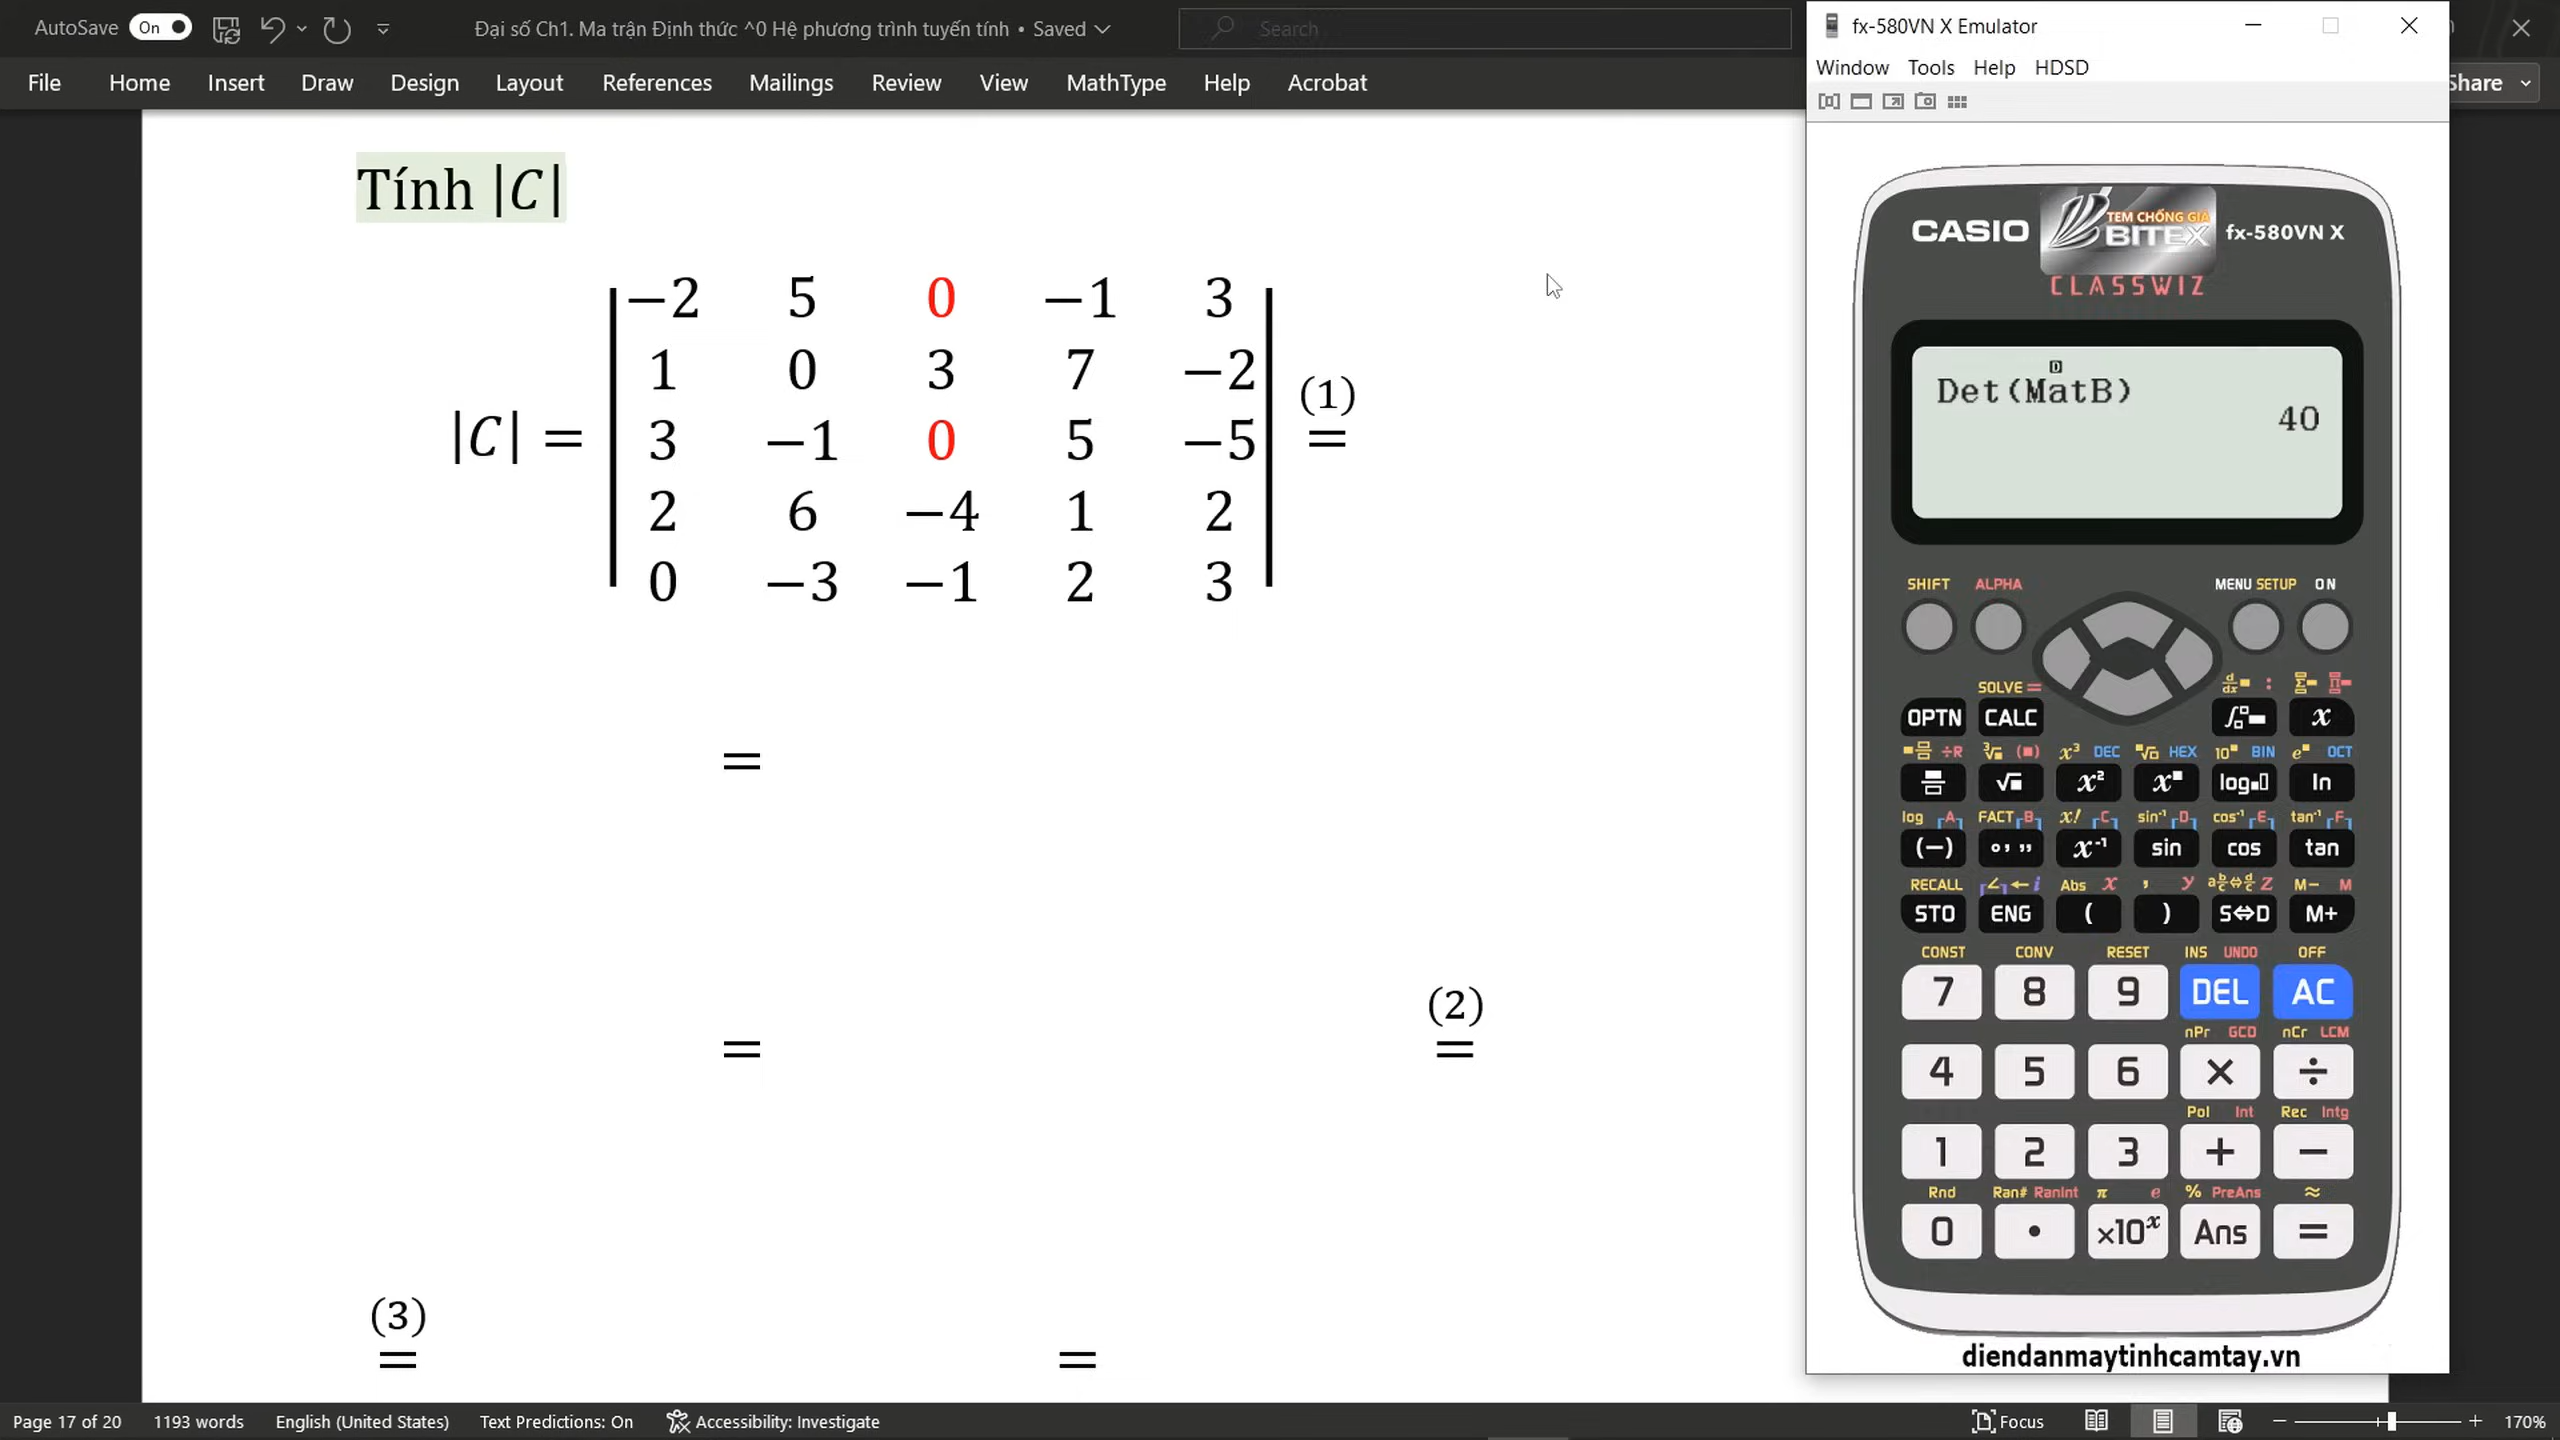 AutoSave On
Đại số Ch1. Ma trận Định thức ^0 Hệ phương trình tuyến tính • Saved
Search
File Home Insert Draw Design Layout References Mailings Review View MathType Help Acrobat
Share
Tính |C|
|C| =
−2 5 0 −1 3
1 0 3 7 −2
3 −1 0 5 −5
2 6 −4 1 2
0 −3 −1 2 3
(1)
=
=
=
(2)
=
(3)
=
=
fx-580VN X Emulator
Window Tools Help HDSD
CASIO
TEM CHỐNG GIẢ
BITEX
fx-580VN X
CLASSWIZ
D
Det(MatB)
40
SHIFT ALPHA MENU SETUP ON
SOLVE = d/dx■ : Σ■ Π■
OPTN CALC ∫■ x
÷R ∛■ (■) x³ DEC ■√□ HEX 10■ BIN e■ OCT
√■ x² x■ log■□ ln
log A FACT B x! C sin⁻¹ D cos⁻¹ E tan⁻¹ F
(−) °′″ x⁻¹ sin cos tan
RECALL ∠ ← i Abs x , y a b/c⇔d/c z M− M
STO ENG ( ) S⇔D M+
CONST CONV RESET INS UNDO OFF
7 8 9 DEL AC
nPr GCD nCr LCM
4 5 6 × ÷
Pol Int Rec Intg
1 2 3 + −
Rnd Ran# RanInt π e % PreAns ≈
0 • ×10ˣ Ans =
diendanmaytinhcamtay.vn
Page 17 of 20 1193 words English (United States) Text Predictions: On Accessibility: Investigate
Focus
170%